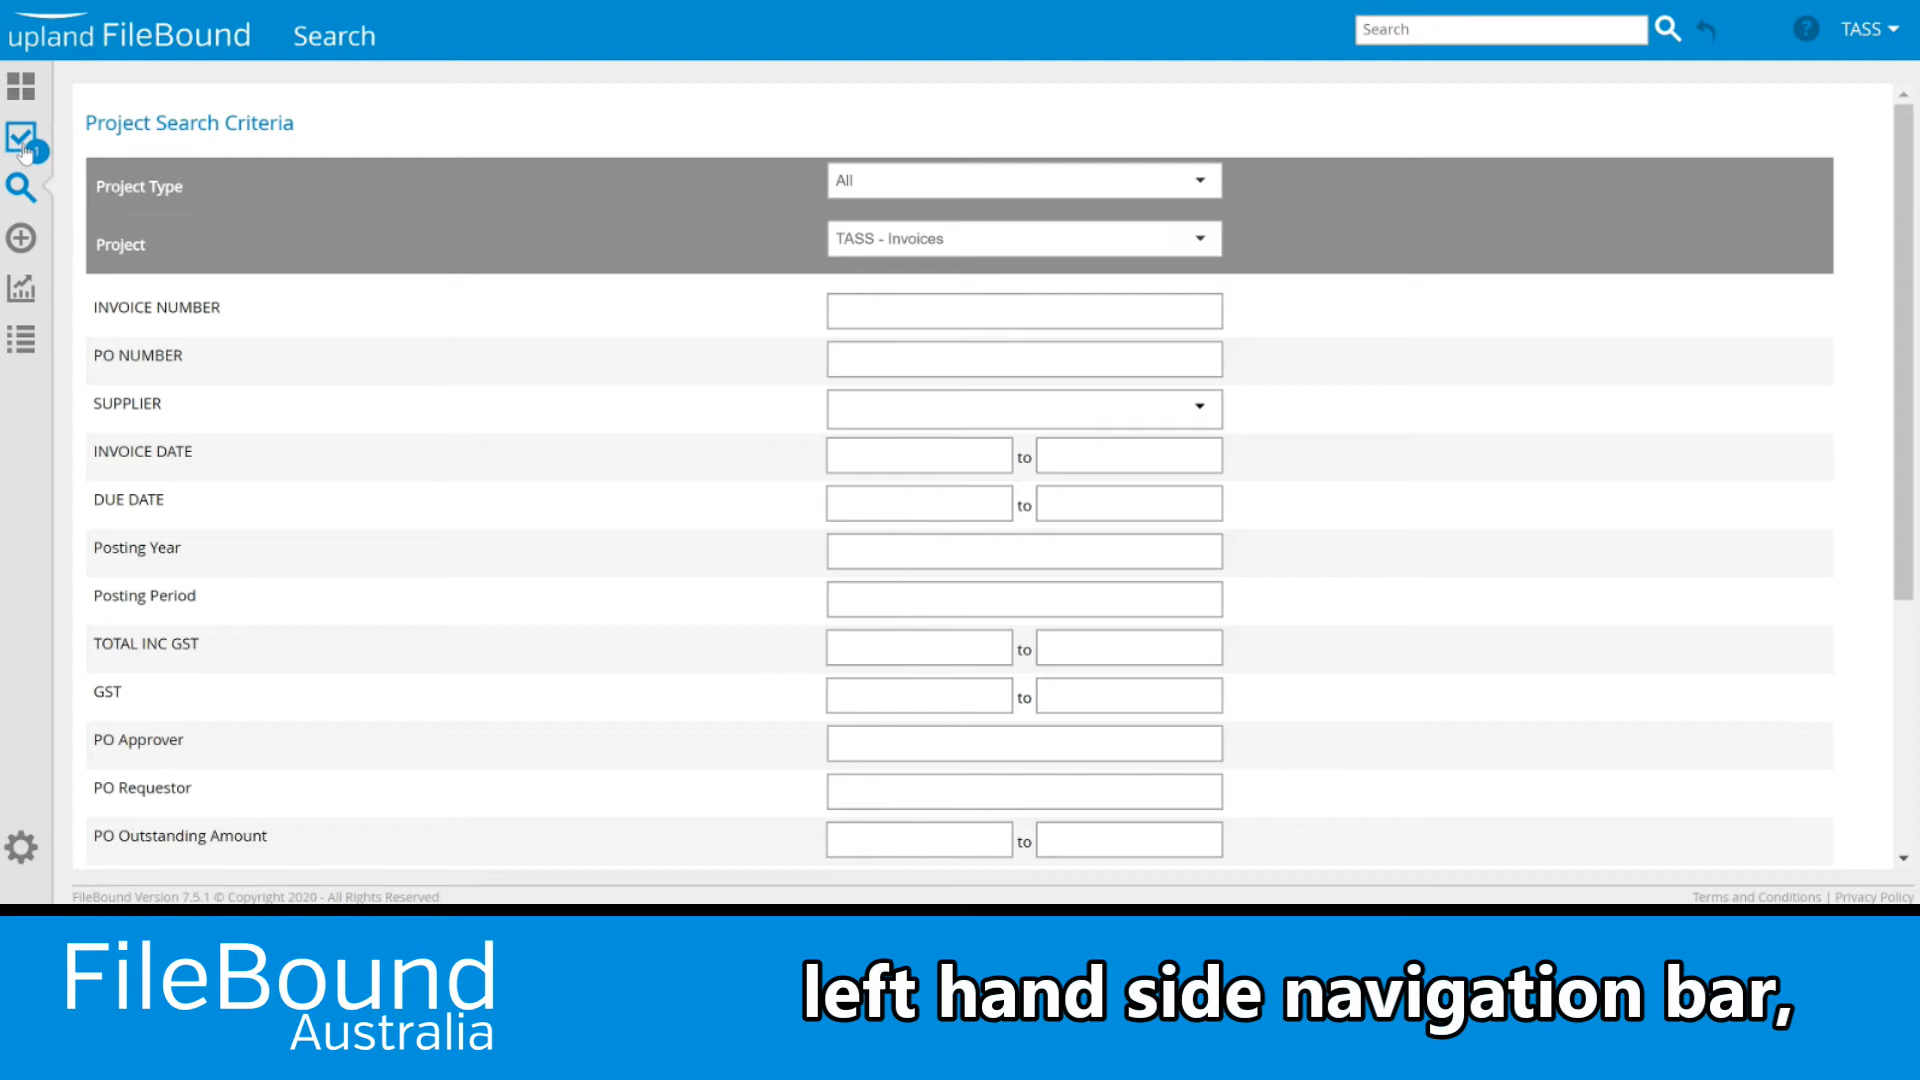 upland FileBound
Search
Search
?
TASS
1
Project Search Criteria
Project Type
All
Project
TASS - Invoices
INVOICE NUMBER
PO NUMBER
SUPPLIER
INVOICE DATE
to
DUE DATE
to
Posting Year
Posting Period
TOTAL INC GST
to
GST
to
PO Approver
PO Requestor
PO Outstanding Amount
to
FileBound Version 7.5.1 © Copyright 2020 - All Rights Reserved
Terms and Conditions | Privacy Policy
FileBound
Australia
left hand side navigation bar,